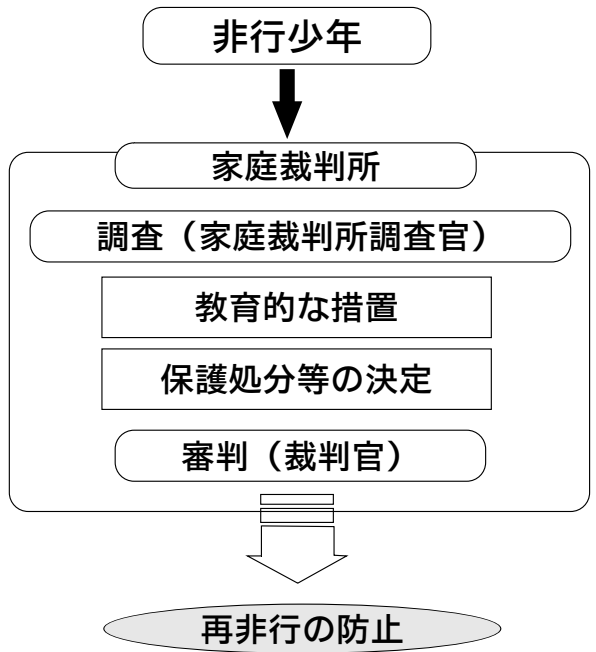 非行少年
家庭裁判所
調査（家庭裁判所調査官）
教育的な措置
保護処分等の決定
審判（裁判官）
再非行の防止